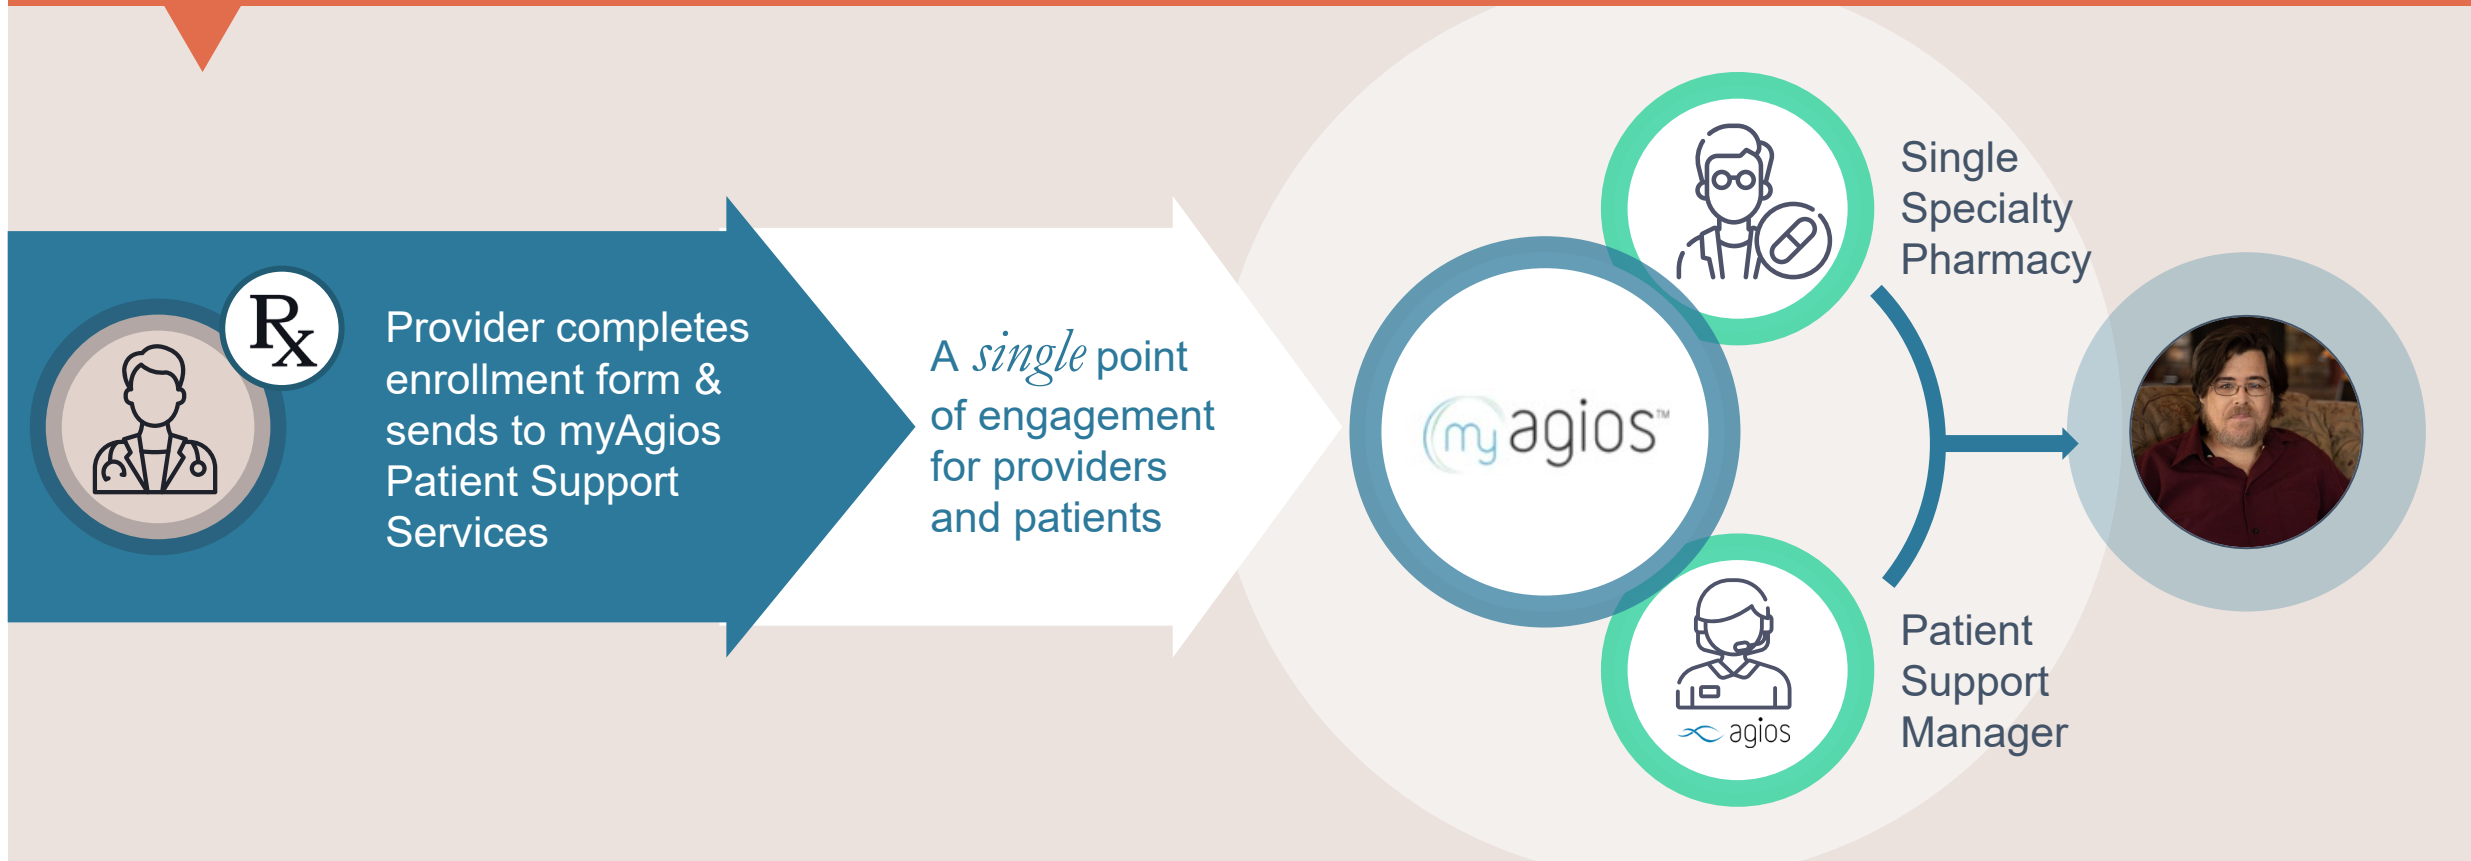 Rx
Provider completes
enrollment form &
sends to myAgios
Patient Support
Services
A single point
of engagement
for providers
and patients
my agios™
Single
Specialty
Pharmacy
agios
Patient
Support
Manager